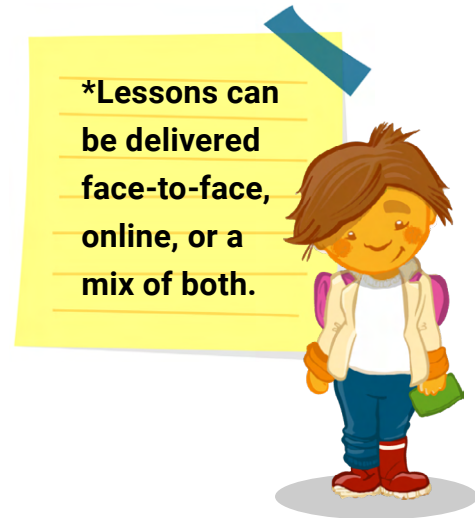 *Lessons can
be delivered
face-to-face,
online, or a
mix of both.